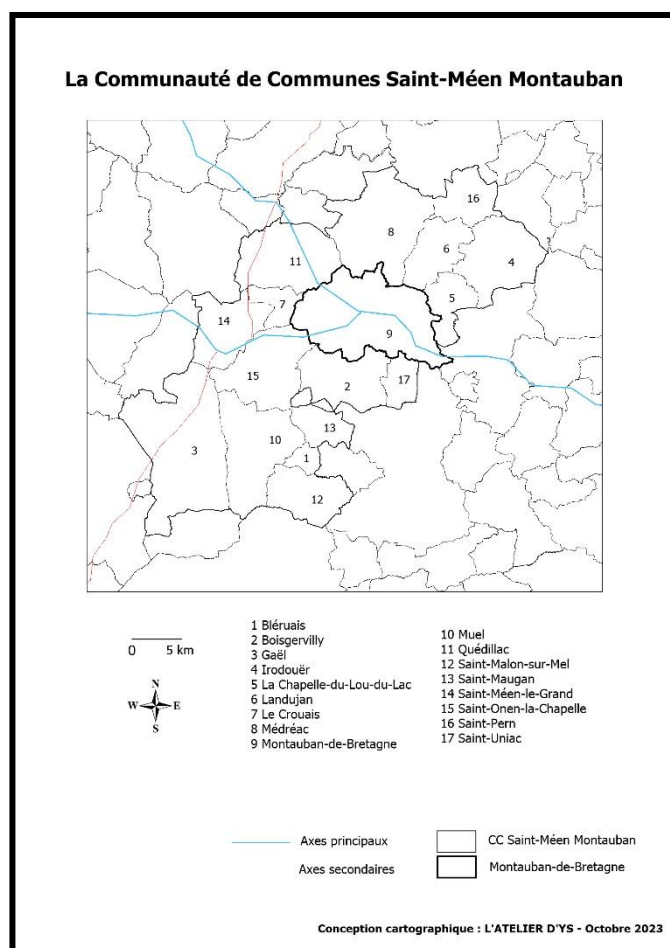 La Communauté de Communes Saint-Méen Montauban
16
8
6
4
11
5
7
14
9
15
2
17
13
3
10
1
12
0 5 km
N
W E
S
1 Bléruais
2 Boisgervilly
3 Gaël
4 Irodouër
5 La Chapelle-du-Lou-du-Lac
6 Landujan
7 Le Crouais
8 Médréac
9 Montauban-de-Bretagne
10 Muel
11 Quédillac
12 Saint-Malon-sur-Mel
13 Saint-Maugan
14 Saint-Méen-le-Grand
15 Saint-Onen-la-Chapelle
16 Saint-Pern
17 Saint-Uniac
Axes principaux
Axes secondaires
CC Saint-Méen Montauban
Montauban-de-Bretagne
Conception cartographique : L'ATELIER D'YS - Octobre 2023